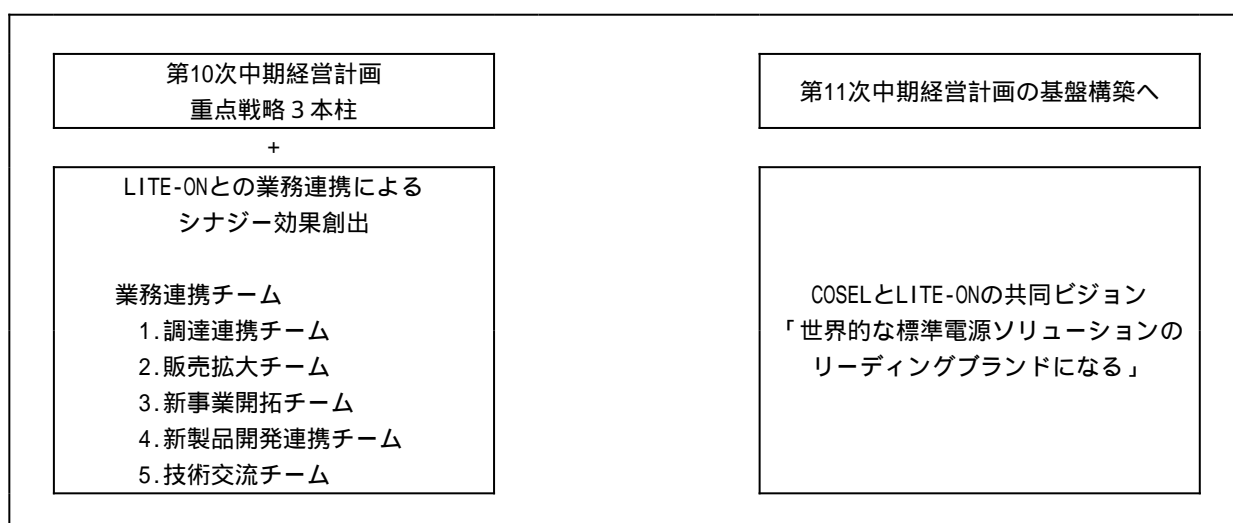 第10次中期経営計画
重点戦略３本柱
+
LITE-ONとの業務連携による
シナジー効果創出
業務連携チーム
1.調達連携チーム
2.販売拡大チーム
3.新事業開拓チーム
4.新製品開発連携チーム
5.技術交流チーム
第11次中期経営計画の基盤構築へ
COSELとLITE-ONの共同ビジョン
「世界的な標準電源ソリューションの
リーディングブランドになる」